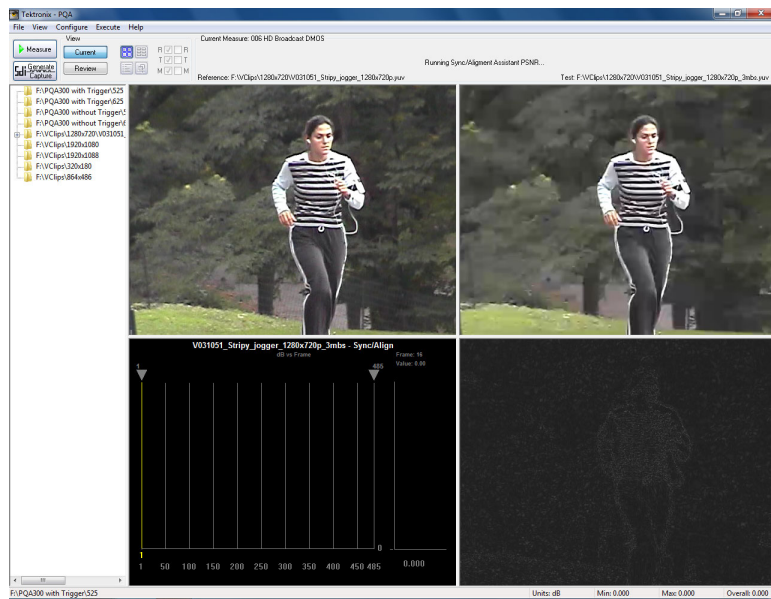 Tektronix - PQA
File View Configure Execute Help
Measure
View
Current
Review
Generate
Capture
R R
T T
M M
Current Measure: 006 HD Broadcast DMOS
Running Sync/Aligment Assistant PSNR...
Reference: F:\VClips\1280x720\V031051_Stripy_jogger_1280x720p.yuv
Test: F:\VClips\1280x720\V031051_Stripy_jogger_1280x720p_3mbs.yuv
F:\PQA300 with Trigger\525
F:\PQA300 with Trigger\625
F:\PQA300 without Trigger\5
F:\PQA300 without Trigger\6
F:\VClips\1280x720\V031051_
F:\VClips\1920x1080
F:\VClips\1920x1088
F:\VClips\320x180
F:\VClips\864x486
V031051_Stripy_jogger_1280x720p_3mbs - Sync/Align
dB vs Frame
Frame: 16
Value: 0.00
1
485
0
1
1 50 100 150 200 250 300 350 400 450 485
0.000
F:\PQA300 with Trigger\525
Units: dB
Min: 0.000
Max: 0.000
Overall: 0.000